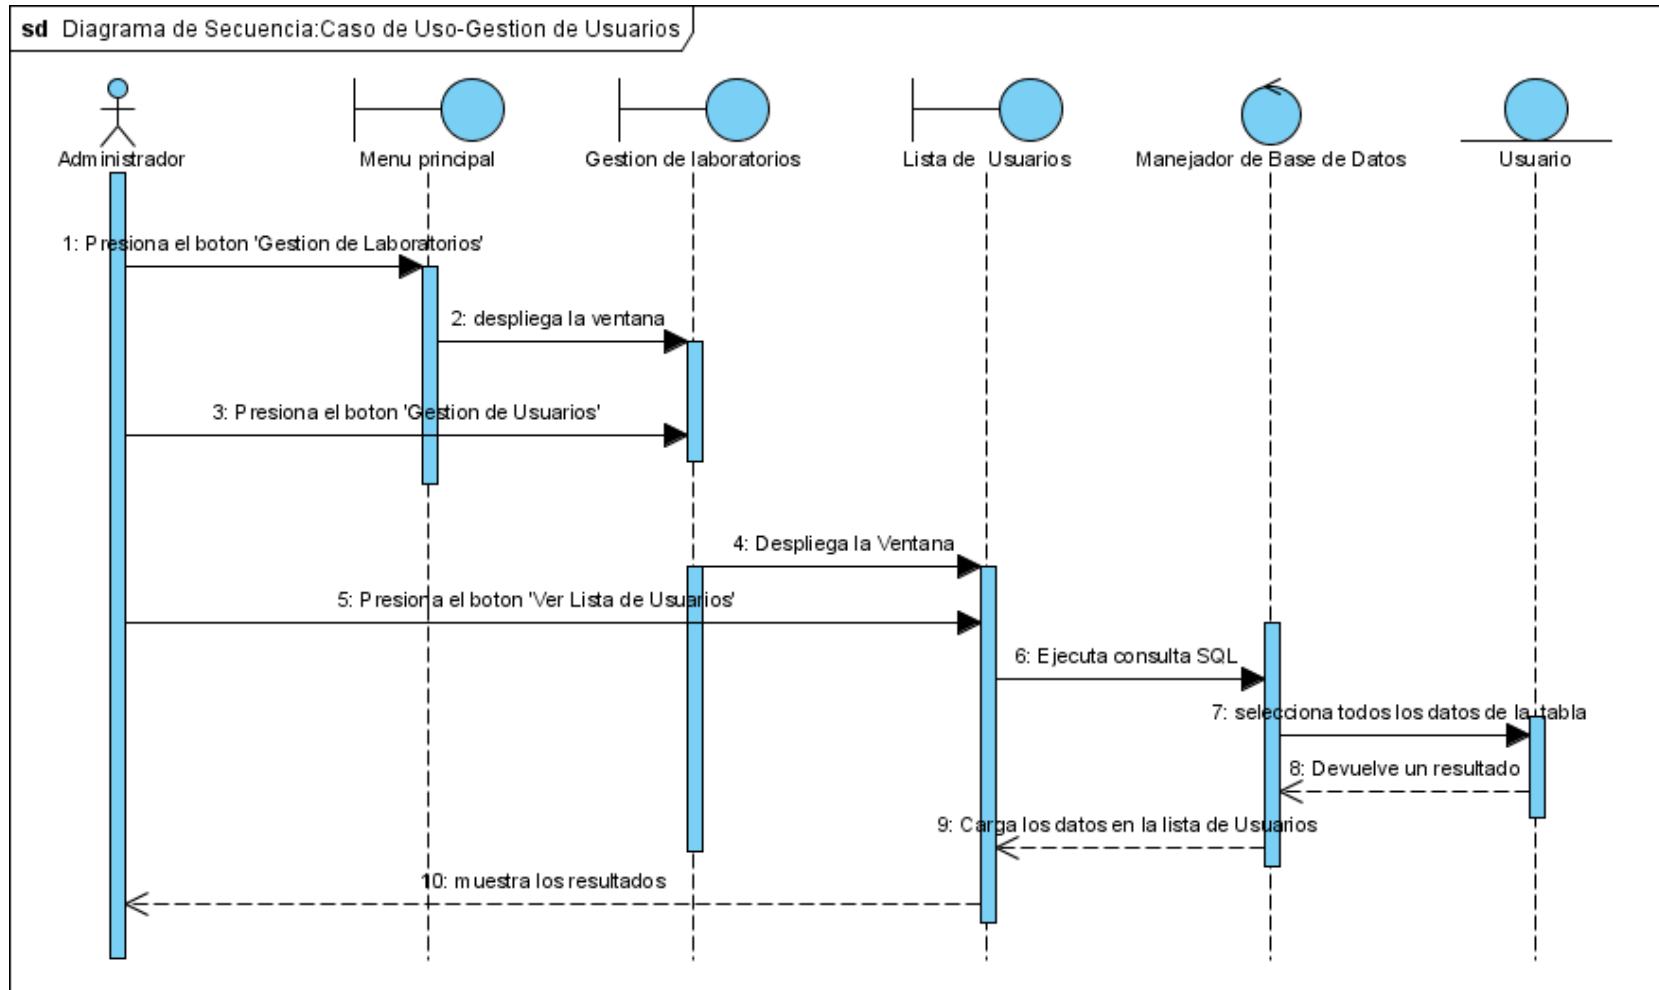 sd Diagrama de Secuencia:Caso de Uso-Gestion de Usuarios
Administrador
Menu principal
Gestion de laboratorios
Lista de Usuarios
Manejador de Base de Datos
Usuario
1: Presiona el boton 'Gestion de Laboratorios'
2: despliega la ventana
3: Presiona el boton 'Gestion de Usuarios'
4: Despliega la Ventana
5: Presiona el boton 'Ver Lista de Usuarios'
6: Ejecuta consulta SQL
7: selecciona todos los datos de la tabla
8: Devuelve un resultado
9: Carga los datos en la lista de Usuarios
10: muestra los resultados